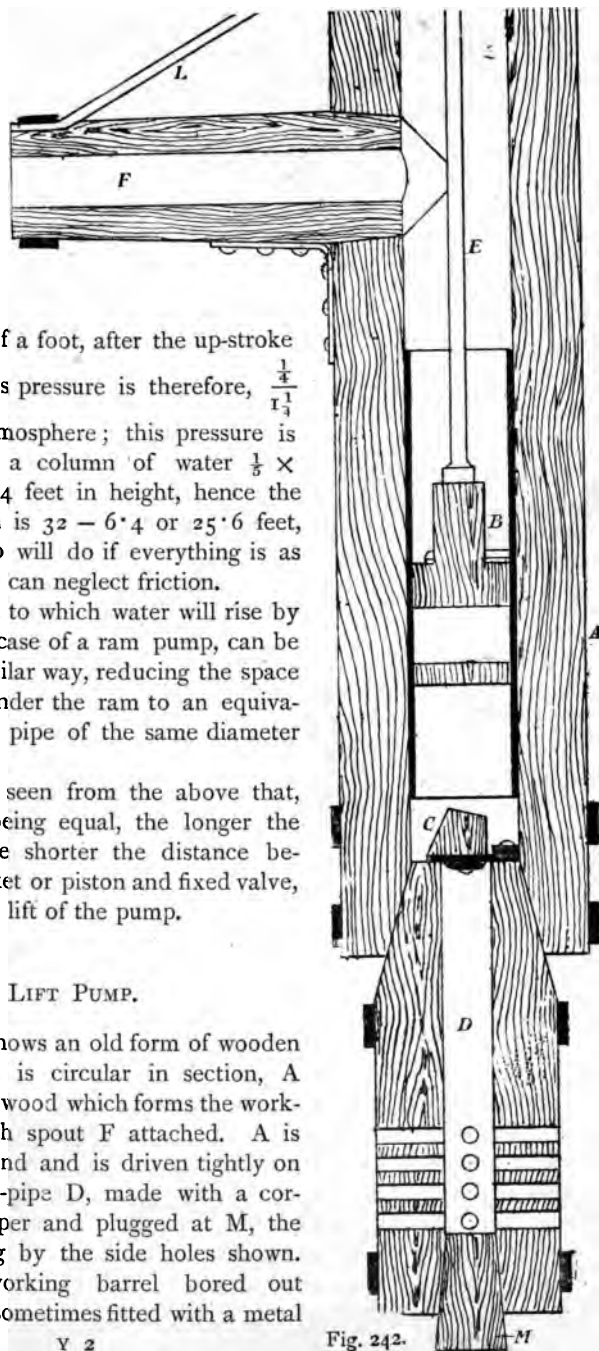 L
F
E
B
A
C
D
f a foot, after the up-stroke
s pressure is therefore, ¼ / 1¼
nosphere; this pressure is
a column of water ⅕ ×
4 feet in height, hence the
is 32 — 6·4 or 25·6 feet,
o will do if everything is as
can neglect friction.
to which water will rise by
case of a ram pump, can be
ilar way, reducing the space
nder the ram to an equiva-
pipe of the same diameter
seen from the above that,
being equal, the longer the
e shorter the distance be-
ket or piston and fixed valve,
lift of the pump.
LIFT PUMP.
hows an old form of wooden
is circular in section, A
wood which forms the work-
h spout F attached. A is
nd and is driven tightly on
-pipe D, made with a cor-
per and plugged at M, the
g by the side holes shown.
working barrel bored out
sometimes fitted with a metal
Y 2
Fig. 242.
M